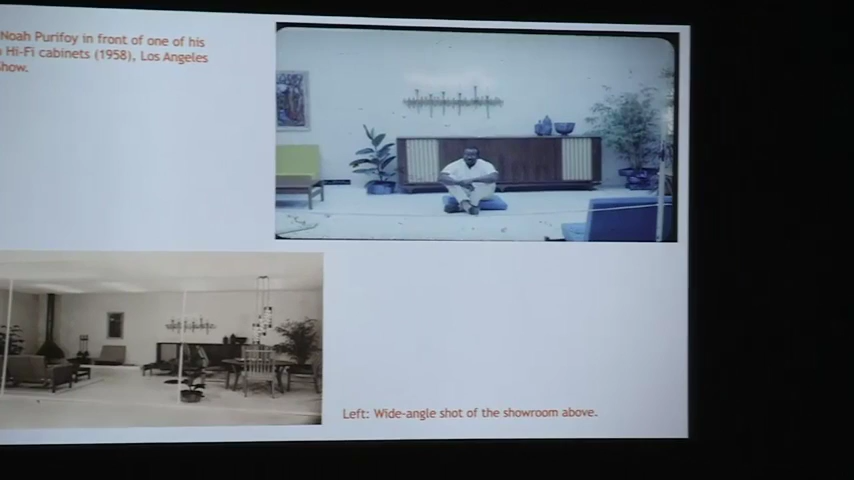 Noah Purifoy in front of one of his
Hi-Fi cabinets (1958), Los Angeles
how.
Left: Wide-angle shot of the showroom above.